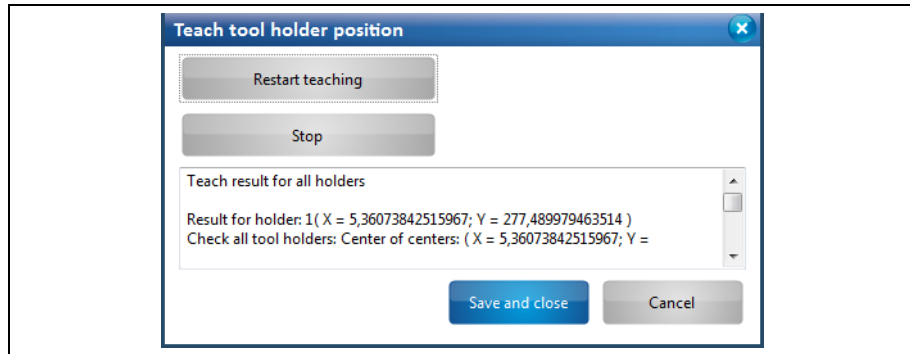 Teach tool holder position
Restart teaching
Stop
Teach result for all holders
Result for holder: 1( X = 5,36073842515967; Y = 277,489979463514 )
Check all tool holders: Center of centers: ( X = 5,36073842515967; Y =
Save and close
Cancel